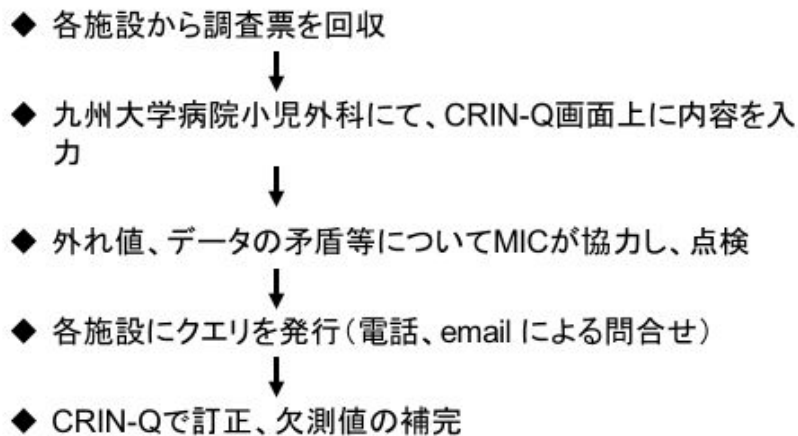 ◆ 各施設から調査票を回収
◆ 九州大学病院小児外科にて、CRIN-Q画面上に内容を入
力
◆ 外れ値、データの矛盾等についてMICが協力し、点検
◆ 各施設にクエリを発行（電話、email による問合せ）
◆ CRIN-Qで訂正、欠測値の補完